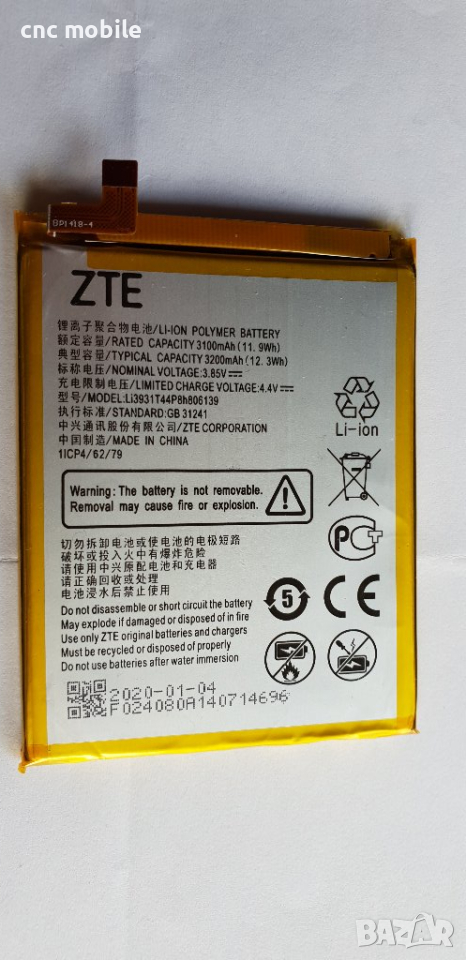 cnc mobile
SP1418-4
ZTE
锂离子聚合物电池/LI-ION POLYMER BATTERY
额定容量/RATED CAPACITY 3100mAh (11.9Wh)
典型容量/TYPICAL CAPACITY 3200mAh (12.3Wh)
标称电压/NOMINAL VOLTAGE:3.85V⎓
充电限制电压/LIMITED CHARGE VOLTAGE:4.4V⎓
型号/MODEL:Li3931T44P8h806139
执行标准/STANDARD:GB 31241
中兴通讯股份有限公司/ZTE CORPORATION
中国制造/MADE IN CHINA
1ICP4/62/79
Li-ion
Warning: The battery is not removable.
Removal may cause fire or explosion.
PCT
切勿拆卸电池或使电池的电极短路
破坏或投入火中有爆炸危险
请使用中兴原配电池和充电器
请正确回收或处理
电池浸水后禁止使用
Do not disassemble or short circuit the battery
May explode if damaged or disposed of in fire
Use only ZTE original batteries and chargers
Must be recycled or disposed of properly
Do not use batteries after water immersion
5
CE
2020-01-04
F024080A140714696
BAZAR